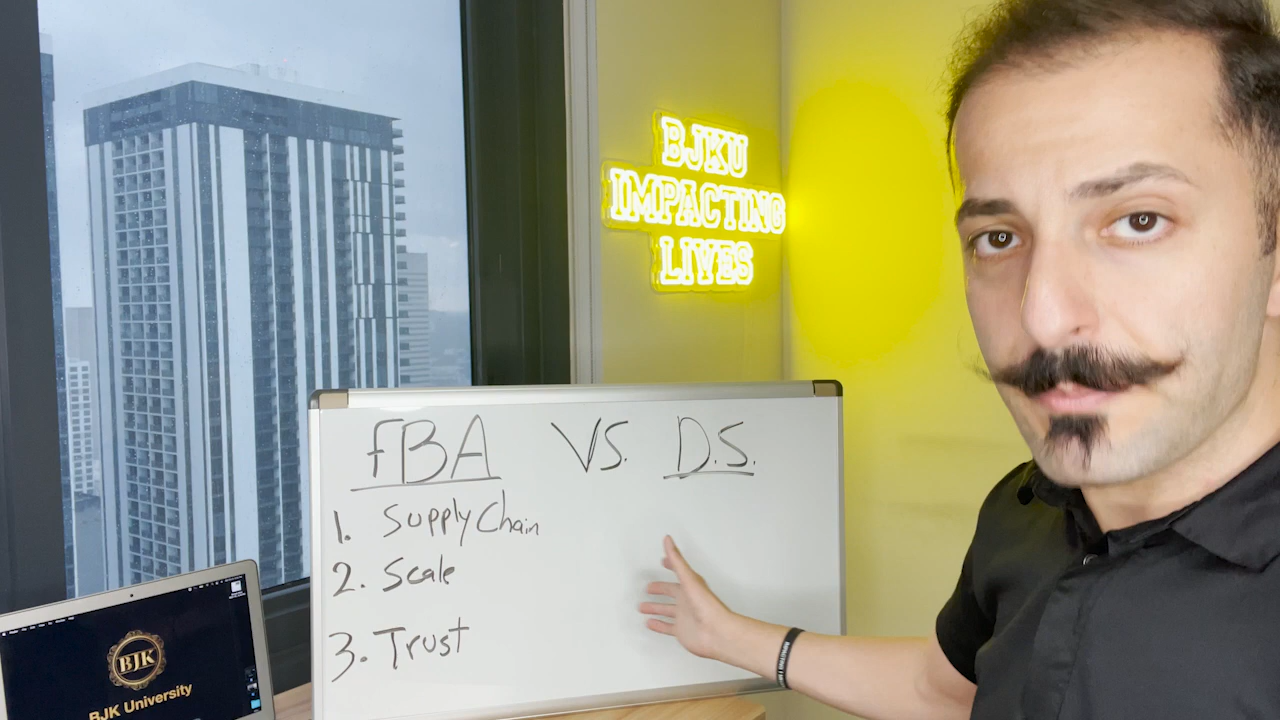 BJKU
IMPACTING
LIVES
fBA VS. D.S.
1. Supply Chain
2. Scale
3. Trust
BJK
BJK University